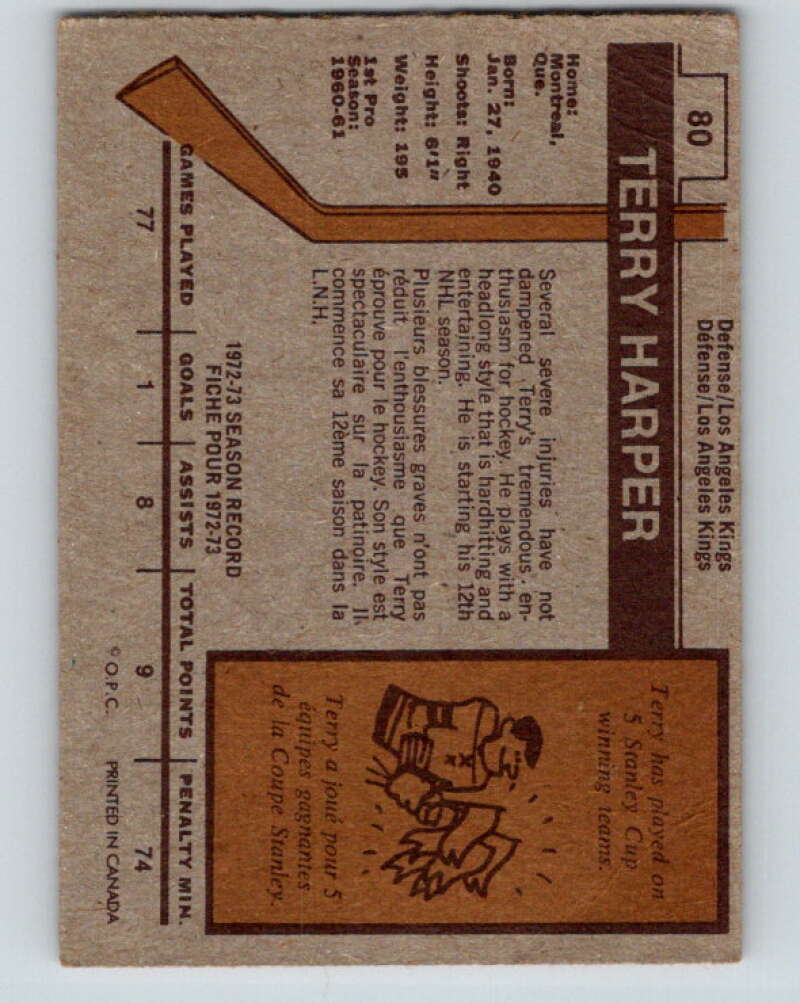 80
Defense/Los Angeles Kings
Défense/Los Angeles Kings
TERRY HARPER
Home:
Montreal,
Que.
Born:
Jan. 27, 1940
Shoots: Right
Height: 6'1"
Weight: 195
1st Pro
Season:
1960-61
Several severe injuries have not
dampened Terry's tremendous en-
thusiasm for hockey. He plays with a
headlong style that is hardhitting and
entertaining. He is starting his 12th
NHL season.
Plusieurs blessures graves n'ont pas
réduit l'enthousiasme que Terry
éprouve pour le hockey. Son style est
spectaculaire sur la patinoire. Il
commence sa 12ème saison dans la
L.N.H.
Terry has played on
5 Stanley Cup
winning teams.
Terry a joué pour 5
équipes gagnantes
de la Coupe Stanley.
1972-73 SEASON RECORD
FICHE POUR 1972-73
GAMES PLAYED GOALS ASSISTS TOTAL POINTS PENALTY MIN.
77 1 8 9 74
© O.P.C. PRINTED IN CANADA